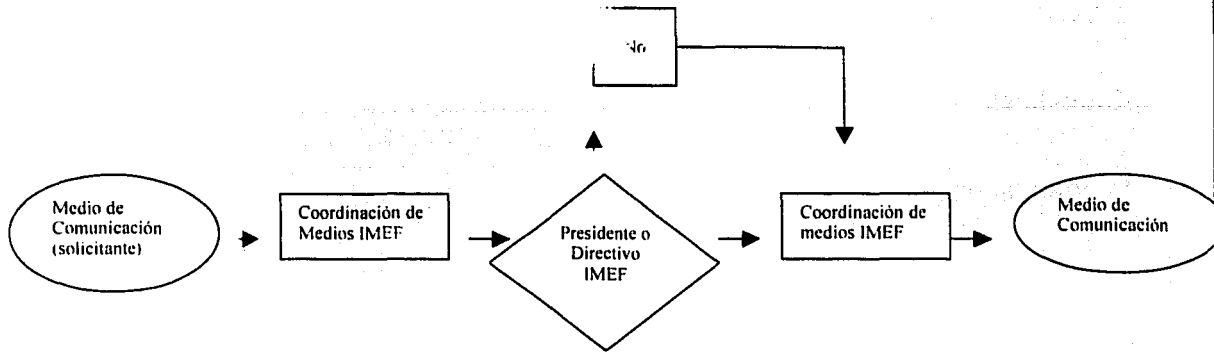 No
Medio de
Comunicación
(solicitante)
Coordinación de
Medios IMEF
Presidente o
Directivo
IMEF
Coordinación de
medios IMEF
Medio de
Comunicación